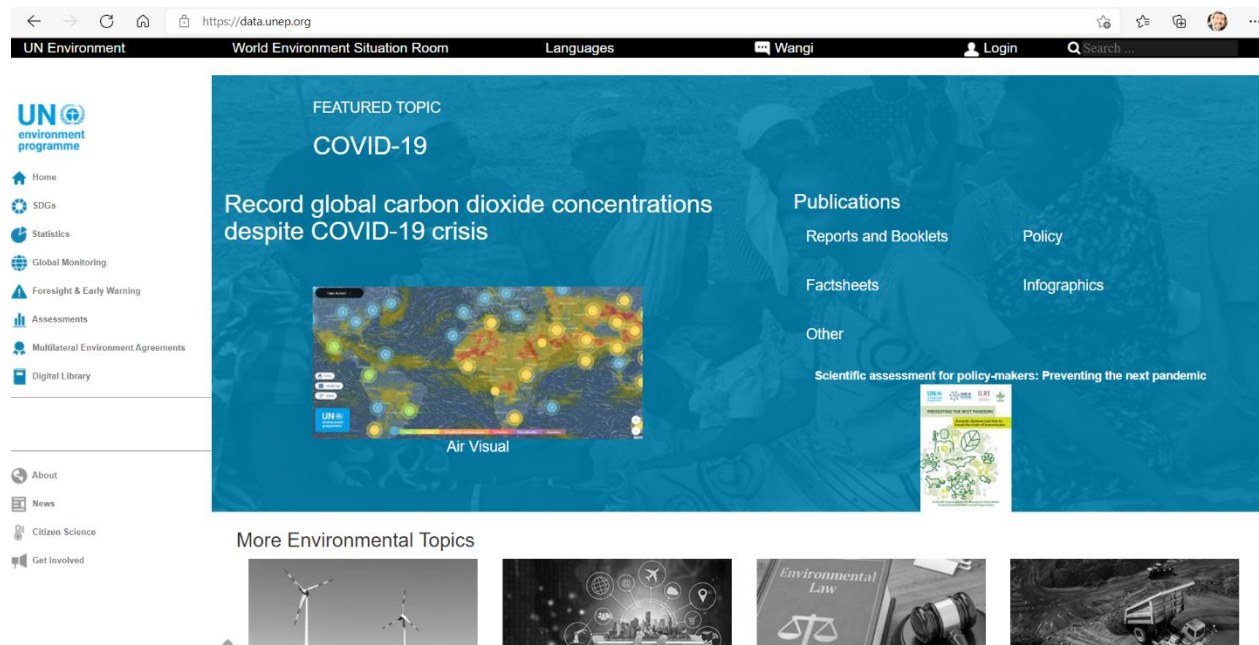 https://data.unep.org
UN Environment
World Environment Situation Room
Languages
Wangi
Login
Search ...
UN
environment
programme
Home
SDGs
Statistics
Global Monitoring
Foresight & Early Warning
Assessments
Multilateral Environment Agreements
Digital Library
About
News
Citizen Science
Get Involved
FEATURED TOPIC
COVID-19
Record global carbon dioxide concentrations
despite COVID-19 crisis
UN
Air Visual
Publications
Reports and Booklets
Policy
Factsheets
Infographics
Other
Scientific assessment for policy-makers: Preventing the next pandemic
PREVENTING THE NEXT PANDEMIC
More Environmental Topics
Environmental
Law